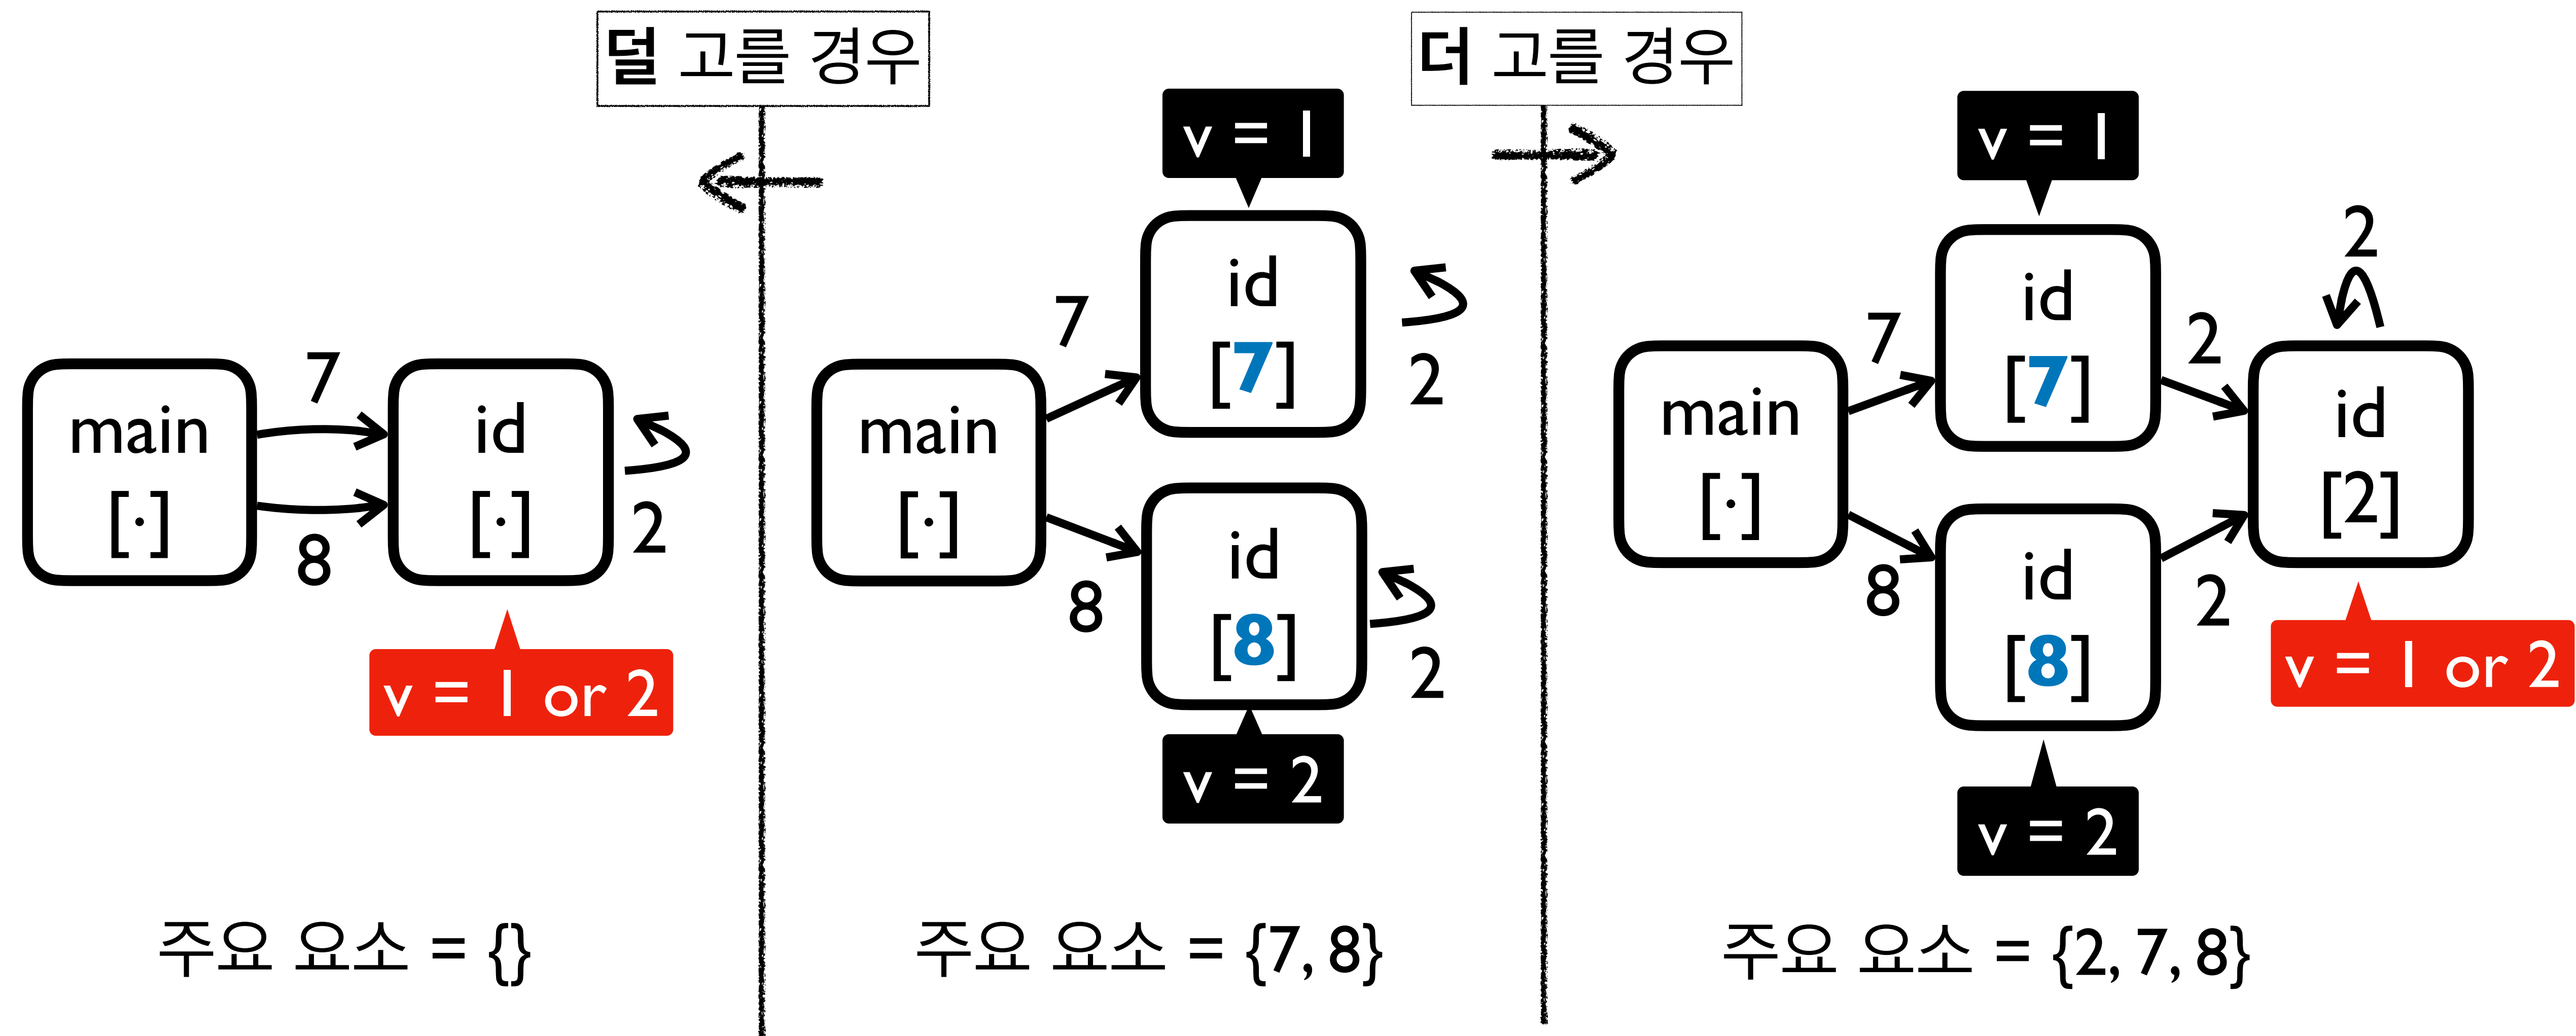 덜 고를 경우
더 고를 경우
main
[·]
7
8
id
[·]
2
v = 1 or 2
주요 요소 = {}
v = 1
main
[·]
7
8
id
[7]
2
id
[8]
2
v = 2
주요 요소 = {7, 8}
v = 1
main
[·]
7
8
id
[7]
2
id
[8]
2
2
id
[2]
v = 1 or 2
v = 2
주요 요소 = {2, 7, 8}